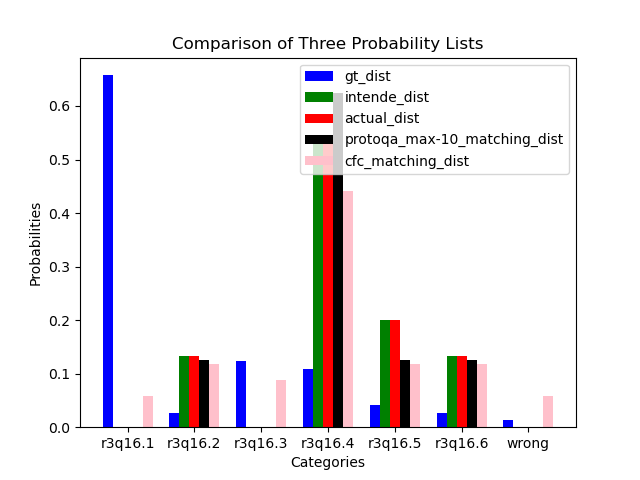 Comparison of Three Probability Lists
gt_dist
intende_dist
actual_dist
protoqa_max-10_matching_dist
cfc_matching_dist
Probabilities
0.6
0.5
0.4
0.3
0.2
0.1
0.0
r3q16.1 r3q16.2 r3q16.3 r3q16.4 r3q16.5 r3q16.6 wrong
Categories